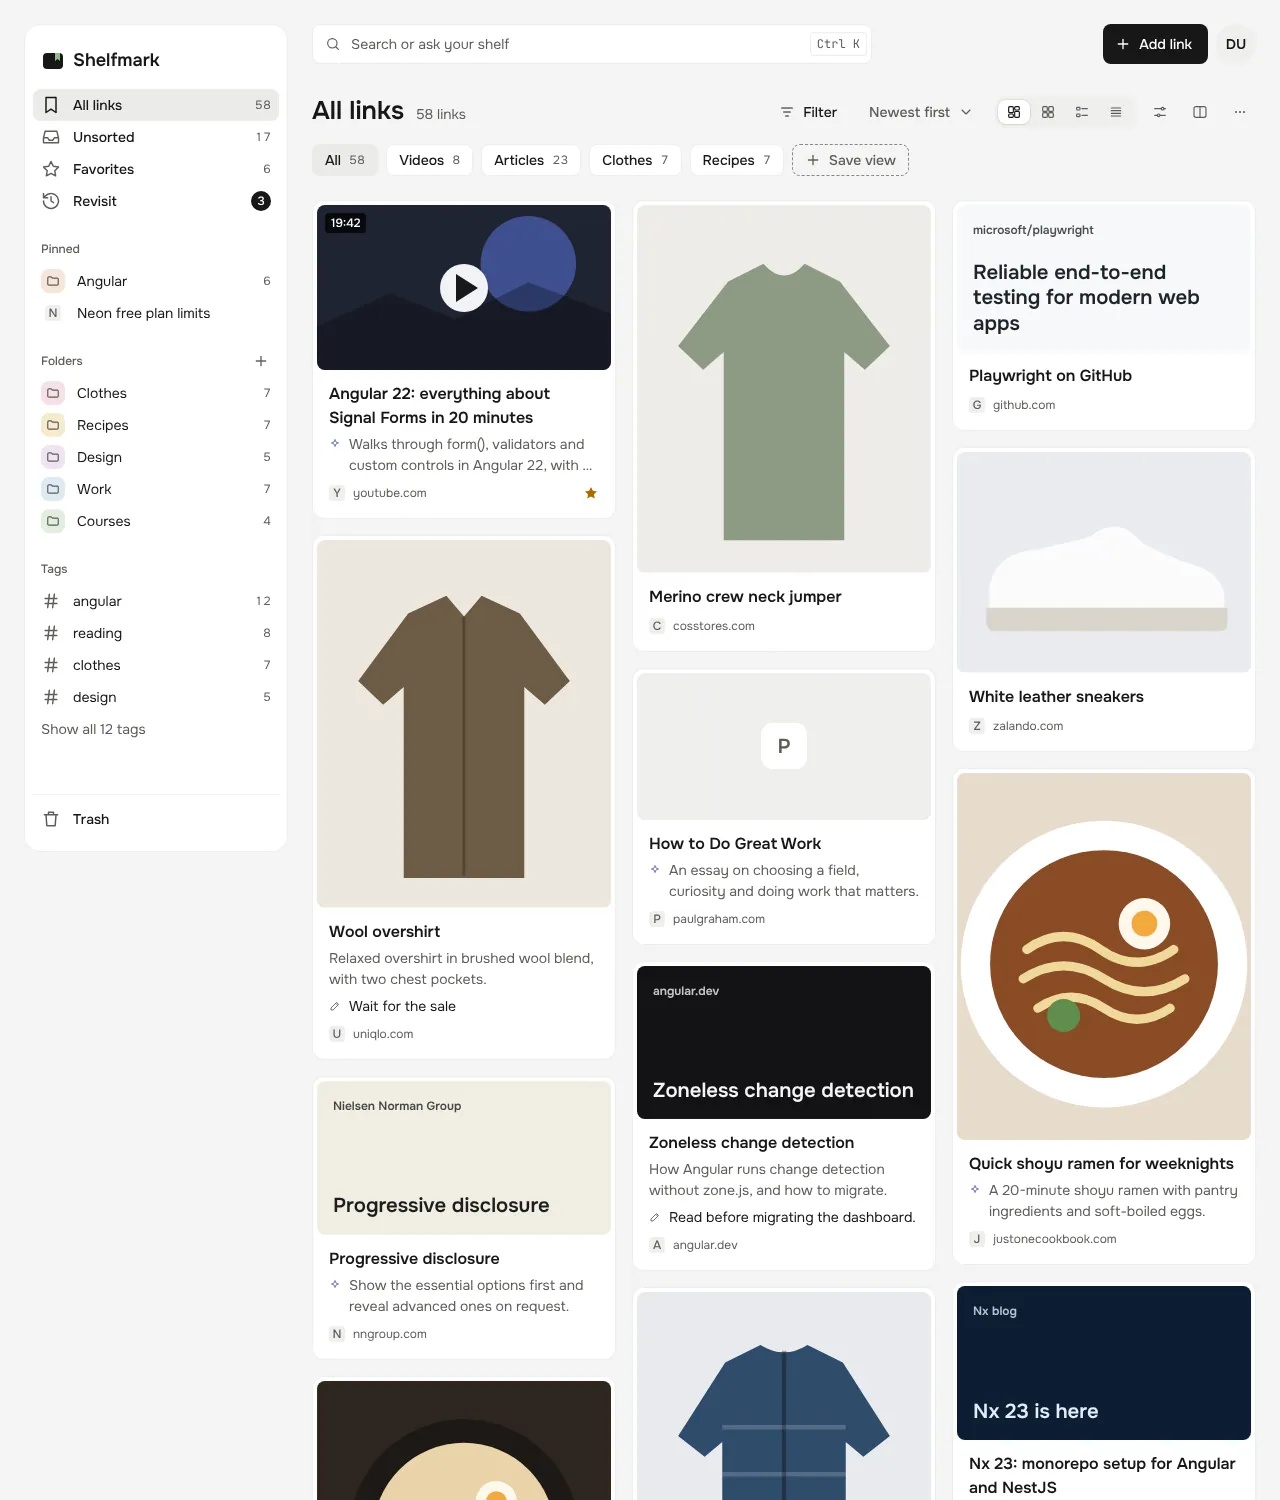 Shelfmark
All links 58
Unsorted 17
Favorites 6
Revisit 3
Pinned
Angular 6
N Neon free plan limits
Folders
Clothes 7
Recipes 7
Design 5
Work 7
Courses 4
Tags
angular 12
reading 8
clothes 7
design 5
Show all 12 tags
Trash
Search or ask your shelf Ctrl K
Add link
DU
All links 58 links
Filter
Newest first
All 58
Videos 8
Articles 23
Clothes 7
Recipes 7
Save view
19:42
Angular 22: everything about
Signal Forms in 20 minutes
Walks through form(), validators and
custom controls in Angular 22, with ...
Y youtube.com
Wool overshirt
Relaxed overshirt in brushed wool blend,
with two chest pockets.
Wait for the sale
U uniqlo.com
Nielsen Norman Group
Progressive disclosure
Progressive disclosure
Show the essential options first and
reveal advanced ones on request.
N nngroup.com
Merino crew neck jumper
C cosstores.com
P
How to Do Great Work
An essay on choosing a field,
curiosity and doing work that matters.
P paulgraham.com
angular.dev
Zoneless change detection
Zoneless change detection
How Angular runs change detection
without zone.js, and how to migrate.
Read before migrating the dashboard.
A angular.dev
microsoft/playwright
Reliable end-to-end
testing for modern web
apps
Playwright on GitHub
G github.com
White leather sneakers
Z zalando.com
Quick shoyu ramen for weeknights
A 20-minute shoyu ramen with pantry
ingredients and soft-boiled eggs.
J justonecookbook.com
Nx blog
Nx 23 is here
Nx 23: monorepo setup for Angular
and NestJS